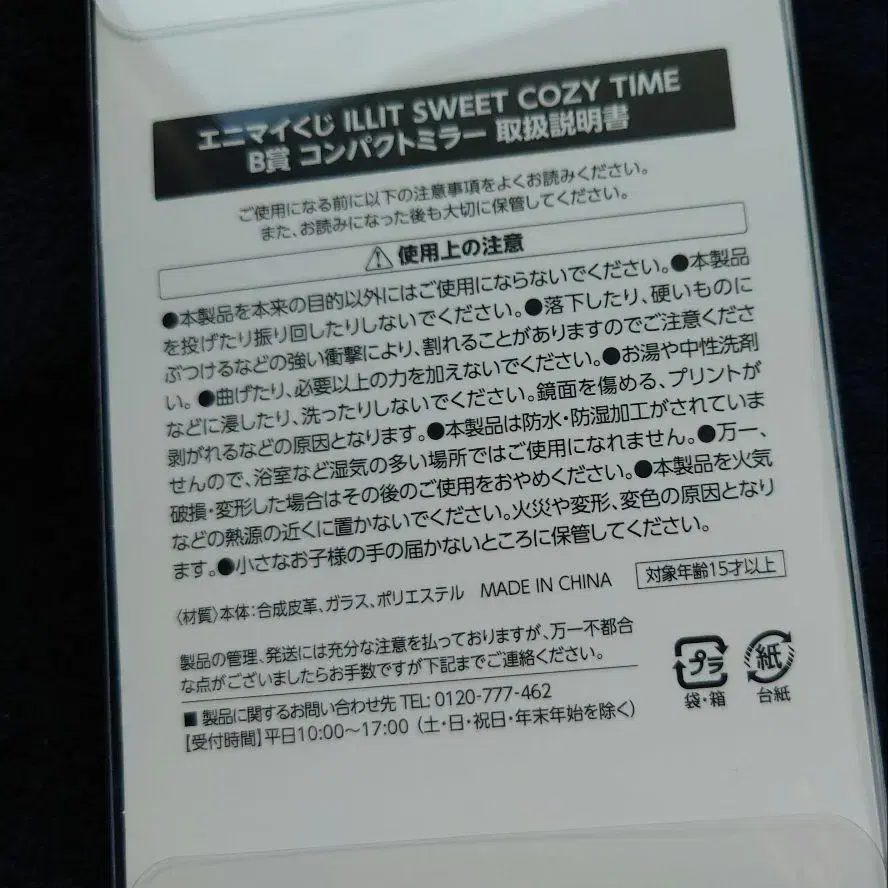 エニマイくじ ILLIT SWEET COZY TIME
B賞 コンパクトミラー 取扱説明書
ご使用になる前に以下の注意事項をよくお読みください。
また、お読みになった後も大切に保管してください。
使用上の注意
●本製品を本来の目的以外にはご使用にならないでください。●本製品
を投げたり振り回したりしないでください。●落下したり、硬いものに
ぶつけるなどの強い衝撃により、割れることがありますのでご注意くださ
い。●曲げたり、必要以上の力を加えないでください。●お湯や中性洗剤
などに浸したり、洗ったりしないでください。鏡面を傷める、プリントが
剥がれるなどの原因となります。●本製品は防水・防湿加工がされていま
せんので、浴室など湿気の多い場所ではご使用になれません。●万一、
破損・変形した場合はその後のご使用をおやめください。●本製品を火気
などの熱源の近くに置かないでください。火災や変形、変色の原因となり
ます。●小さなお子様の手の届かないところに保管してください。
〈材質〉本体：合成皮革、ガラス、ポリエステル MADE IN CHINA 対象年齢15才以上
製品の管理、発送には充分な注意を払っておりますが、万一不都合
な点がございましたらお手数ですが下記までご連絡ください。
■ 製品に関するお問い合わせ先 TEL: 0120-777-462
【受付時間】平日10:00～17:00（土・日・祝日・年末年始を除く）
プラ
袋・箱
紙
台紙